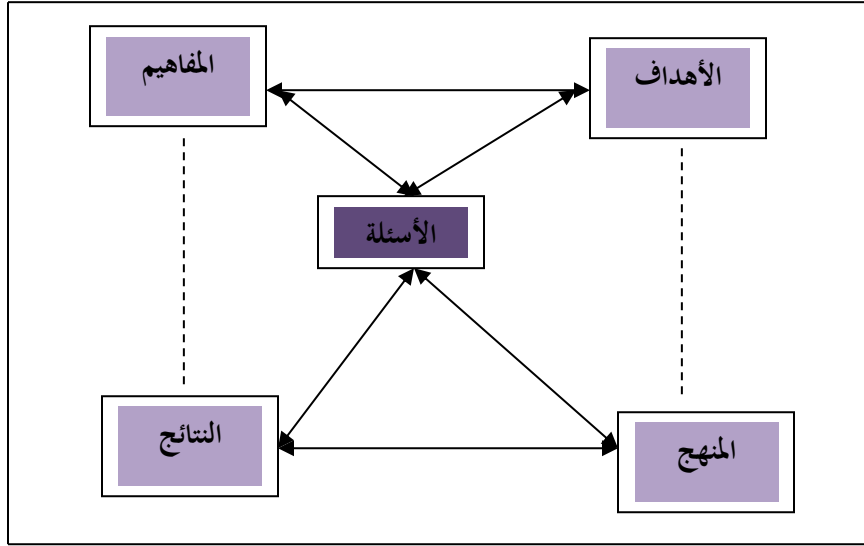 الأهداف
المفاهيم
الأسئلة
المنهج
النتائج